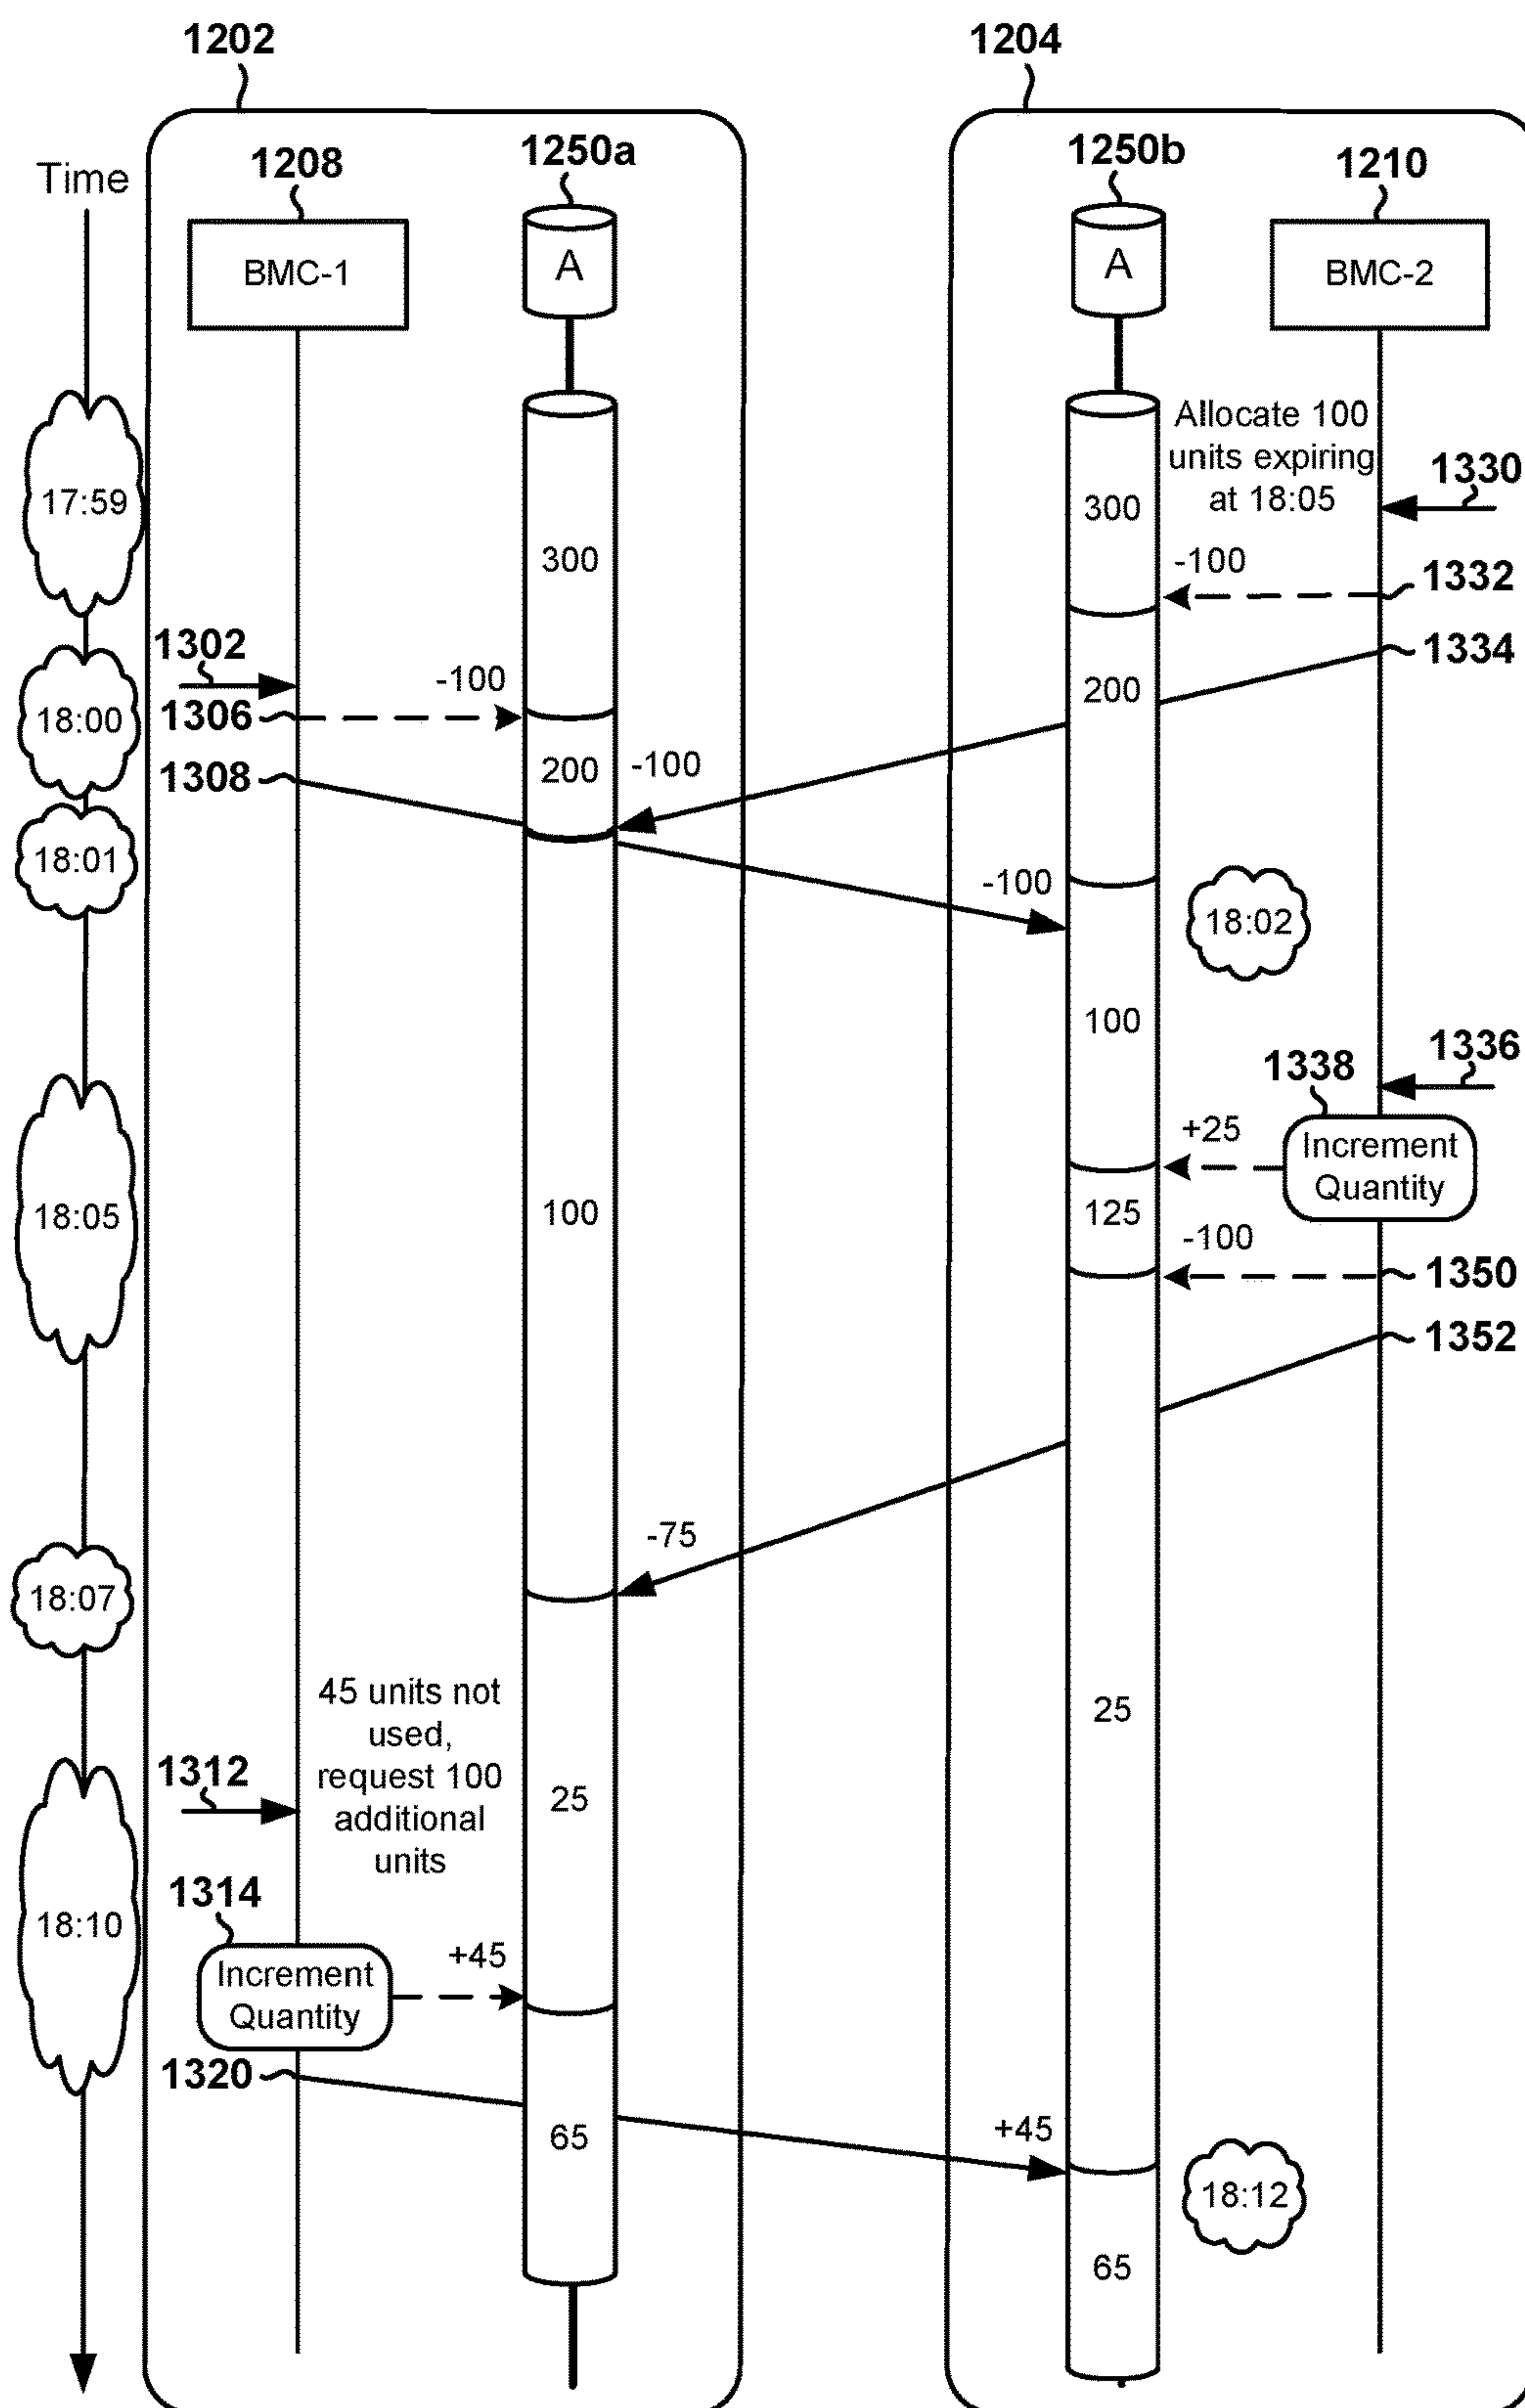 1202
1204
Time
1208
1250a
1250b
1210
BMC-1
A
A
BMC-2
Allocate 100
units expiring
at 18:05
1330
17:59
300
300
-100
1332
1302
1334
-100
200
18:00
1306
1308
200
-100
18:01
-100
18:02
100
1336
1338
+25
Increment
Quantity
18:05
100
125
-100
1350
1352
-75
18:07
45 units not
used,
request 100
additional
units
25
1312
25
1314
18:10
+45
Increment
Quantity
1320
65
+45
18:12
65